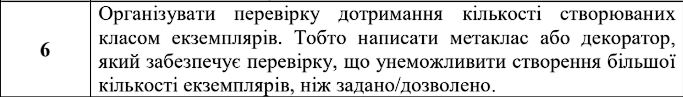 6
Організувати перевірку дотримання кількості створюваних
класом екземплярів. Тобто написати метаклас або декоратор,
який забезпечує перевірку, що унеможливити створення більшої
кількості екземплярів, ніж задано/дозволено.